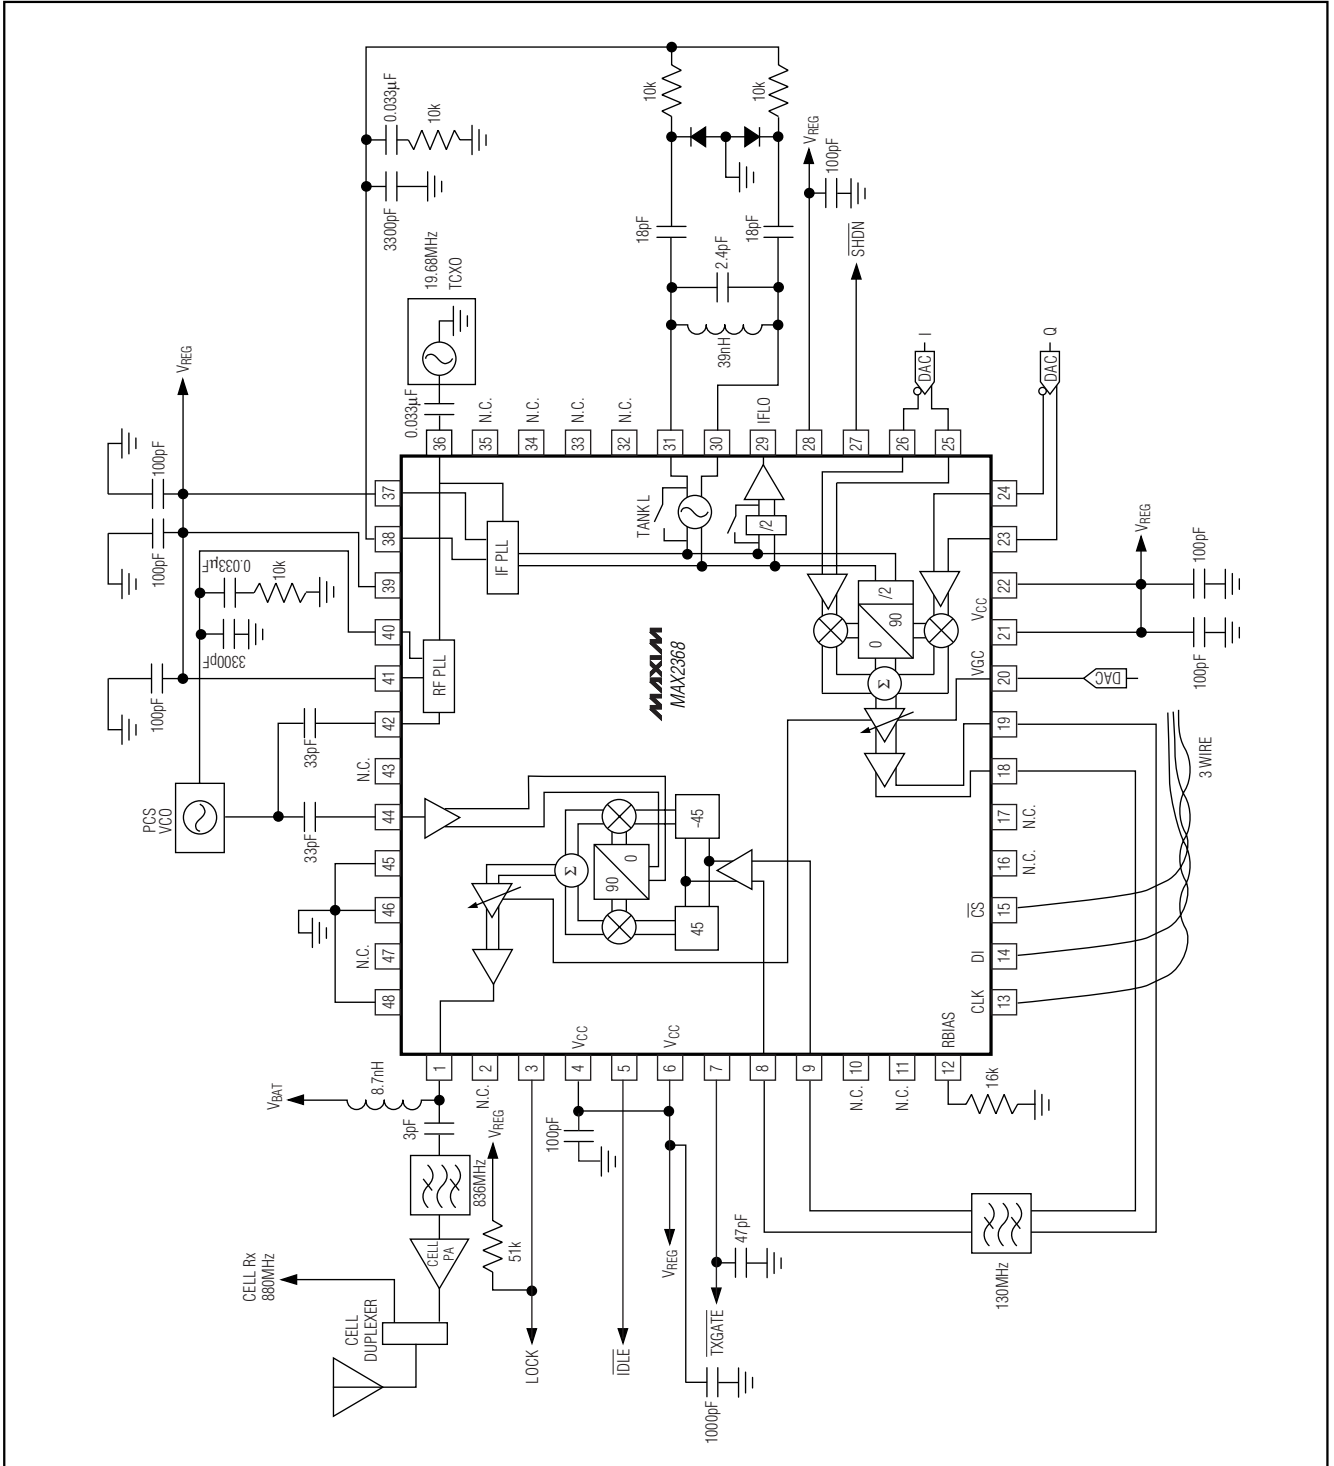 0.033µF
10k
3300pF
10k
10k
VREG
100pF
18pF
18pF
2.4pF
39nH
SHDN
19.68MHz
TCXO
0.033µF
VREG
100pF
100pF
0.033µF
10k
3300pF
100pF
33pF
33pF
PCS
VCO
N.C.
N.C.
36
35
N.C.
34
N.C.
33
N.C.
32
N.C.
31
30
29
IFLO
28
27
26
25
DAC
I
DAC
Q
37
38
39
40
41
42
43
44
45
46
47
48
IF PLL
RF PLL
TANK L
/2
/2
90
0
Σ
MAXIM
MAX2368
-45
45
90
0
Σ
24
23
22
VCC
21
VGC
20
19
18
17
N.C.
16
N.C.
15
CS
14
DI
13
CLK
VREG
100pF
100pF
DAC
3 WIRE
1
2
N.C.
3
4
VCC
5
6
VCC
7
8
9
10
N.C.
11
N.C.
12
RBIAS
16k
VBAT
8.7nH
3pF
836MHz
VREG
51k
100pF
CELL
PA
CELL Rx
880MHz
CELL
DUPLEXER
LOCK
IDLE
VREG
TXGATE
47pF
1000pF
130MHz